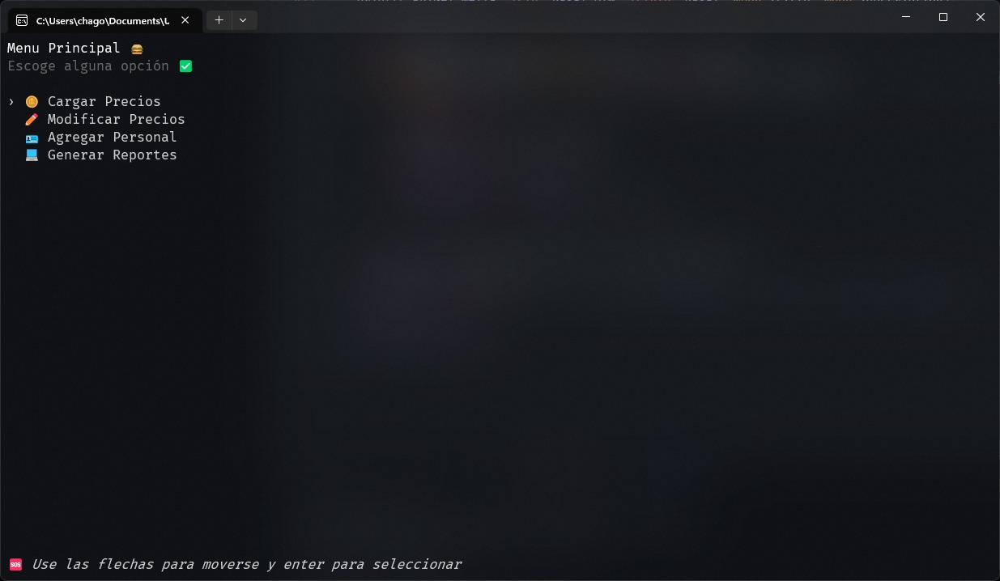 C:\Users\chago\Documents\U
Menu Principal 🍔
Escoge alguna opción ✅
› 🪙 Cargar Precios
✏️ Modificar Precios
🪪 Agregar Personal
💻 Generar Reportes
🆘 Use las flechas para moverse y enter para seleccionar